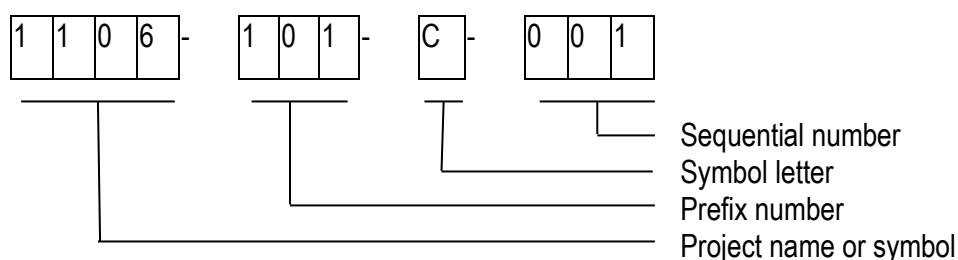 1 1 0 6 - 1 0 1 - C - 0 0 1
Sequential number
Symbol letter
Prefix number
Project name or symbol